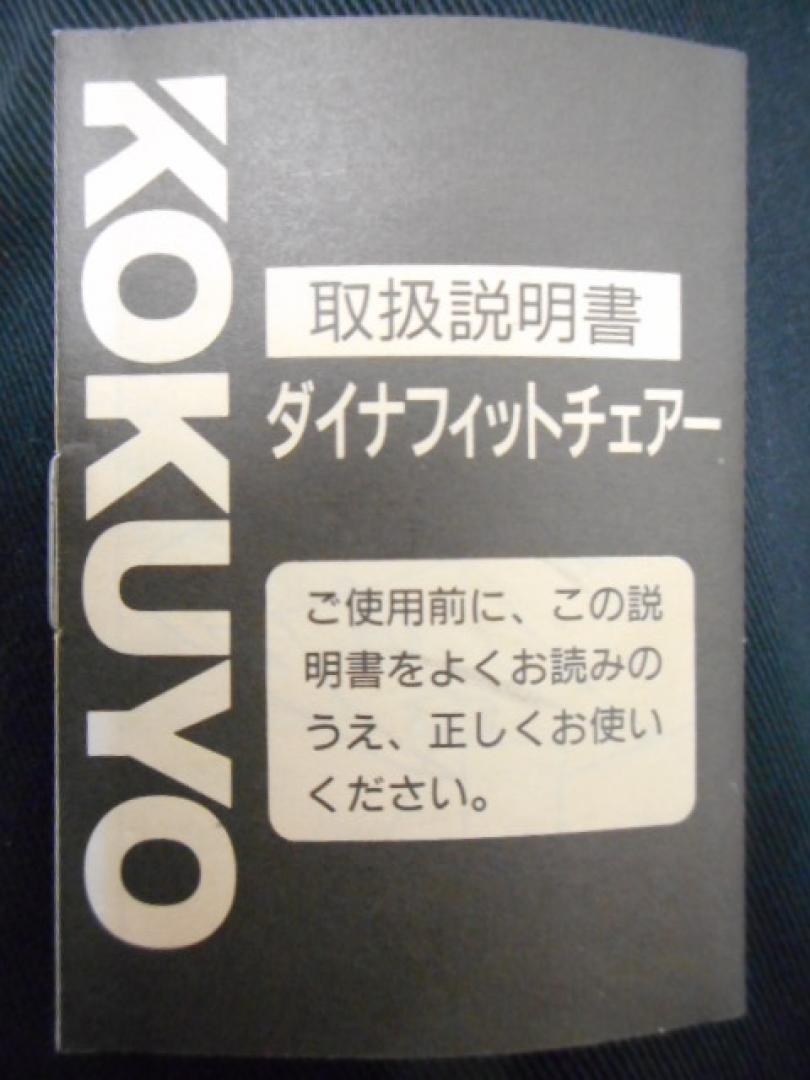 KOKUYO
取扱説明書
ダイナフィットチェアー
ご使用前に、この説
明書をよくお読みの
うえ、正しくお使い
ください。